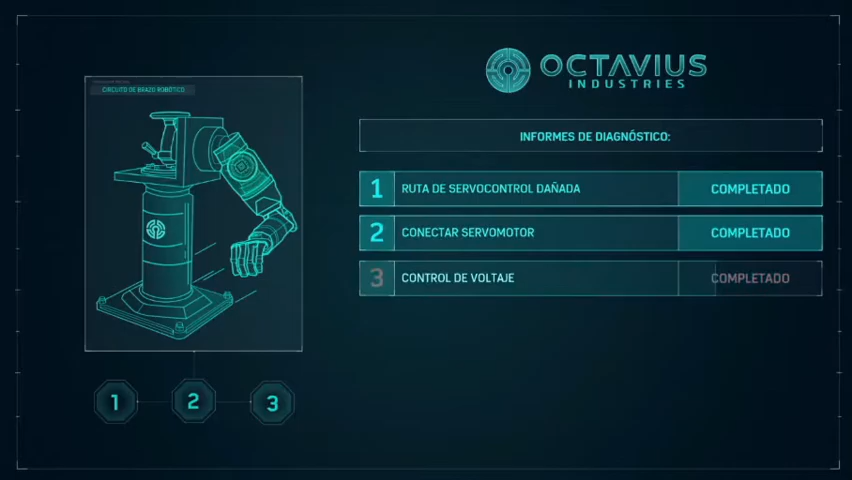 OCTAVIUS
INDUSTRIES
CIRCUITO DE BRAZO ROBÓTICO
INFORMES DE DIAGNÓSTICO:
1 RUTA DE SERVOCONTROL DAÑADA COMPLETADO
2 CONECTAR SERVOMOTOR COMPLETADO
3 CONTROL DE VOLTAJE COMPLETADO
1 2 3